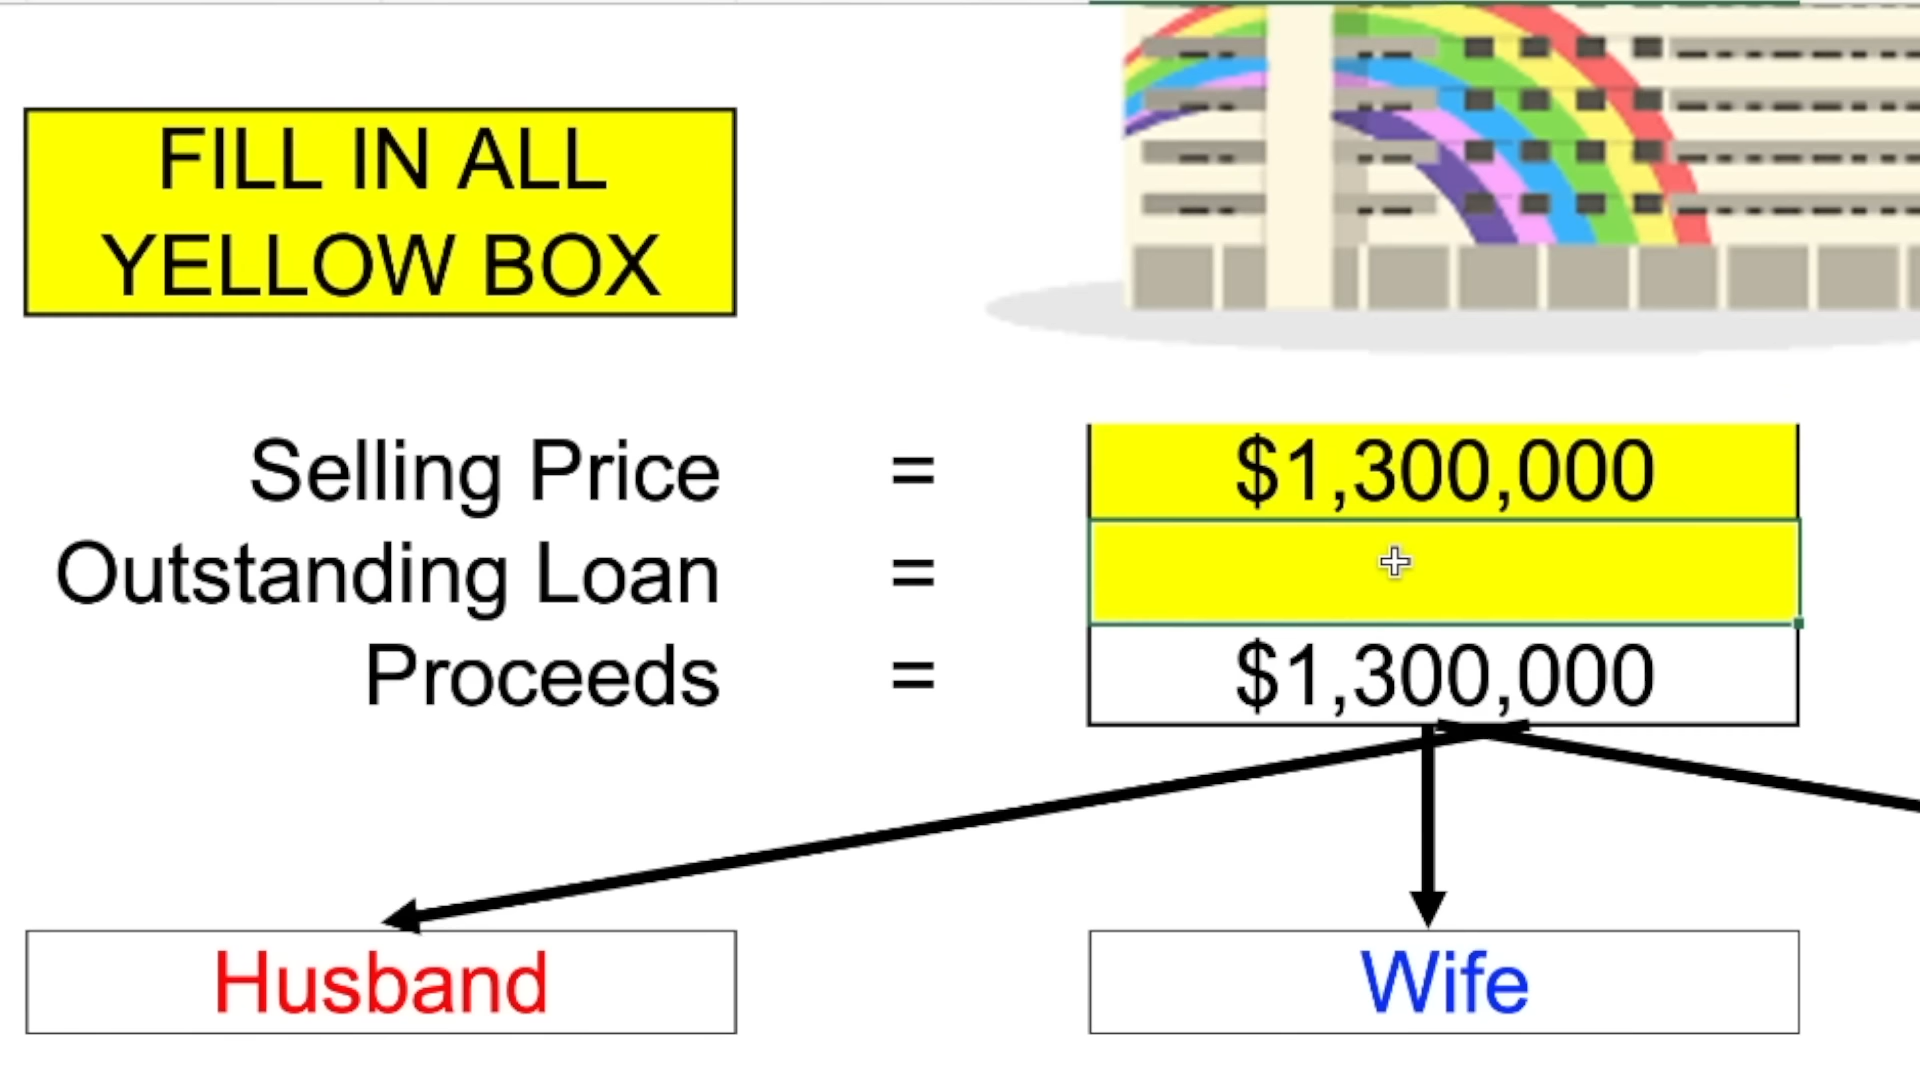 FILL IN ALL
YELLOW BOX
Selling Price = $1,300,000
Outstanding Loan =
Proceeds = $1,300,000
Husband
Wife